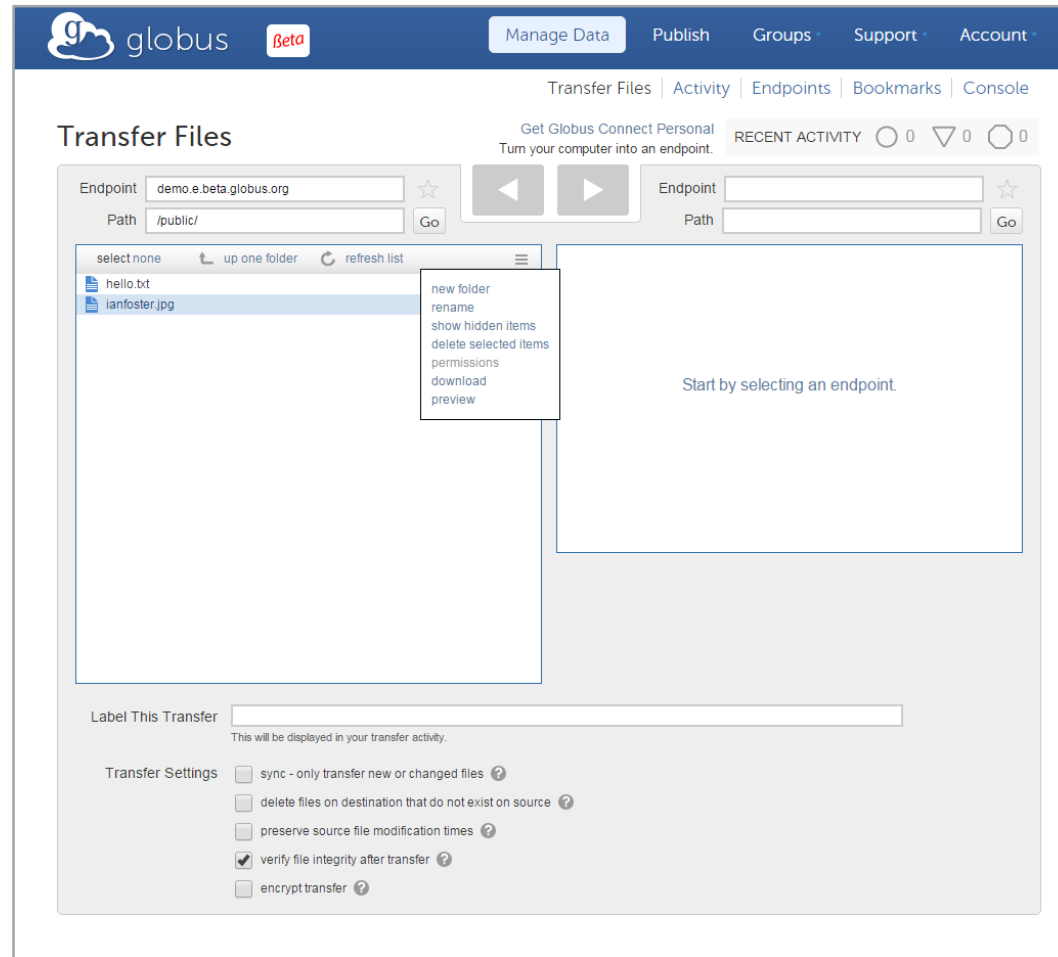 globus
Beta
Manage Data Publish Groups Support Account
Transfer Files Activity Endpoints Bookmarks Console
Transfer Files
Get Globus Connect Personal
Turn your computer into an endpoint.
RECENT ACTIVITY 0 0 0
Endpoint demo.e.beta.globus.org
Path /public/ Go
Endpoint
Path Go
select none up one folder refresh list
hello.txt
ianfoster.jpg
new folder
rename
show hidden items
delete selected items
permissions
download
preview
Start by selecting an endpoint.
Label This Transfer
This will be displayed in your transfer activity.
Transfer Settings sync - only transfer new or changed files ?
delete files on destination that do not exist on source ?
preserve source file modification times ?
verify file integrity after transfer ?
encrypt transfer ?